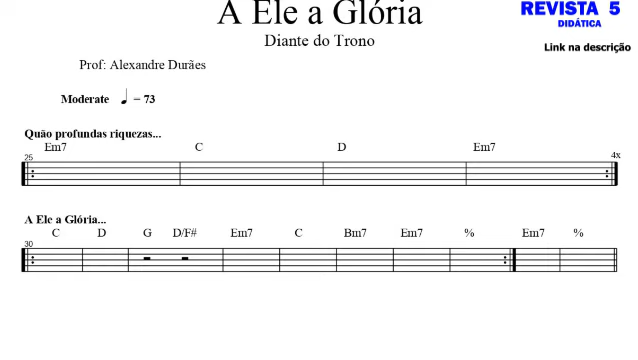 A Ele a Glória
REVISTA 5
DIDÁTICA
Diante do Trono
Link na descrição
Prof: Alexandre Durães
Moderate ♩ = 73
Quão profundas riquezas...
Em7 C D Em7
25 4x
A Ele a Glória...
C D G D/F# Em7 C Bm7 Em7 % Em7 %
30